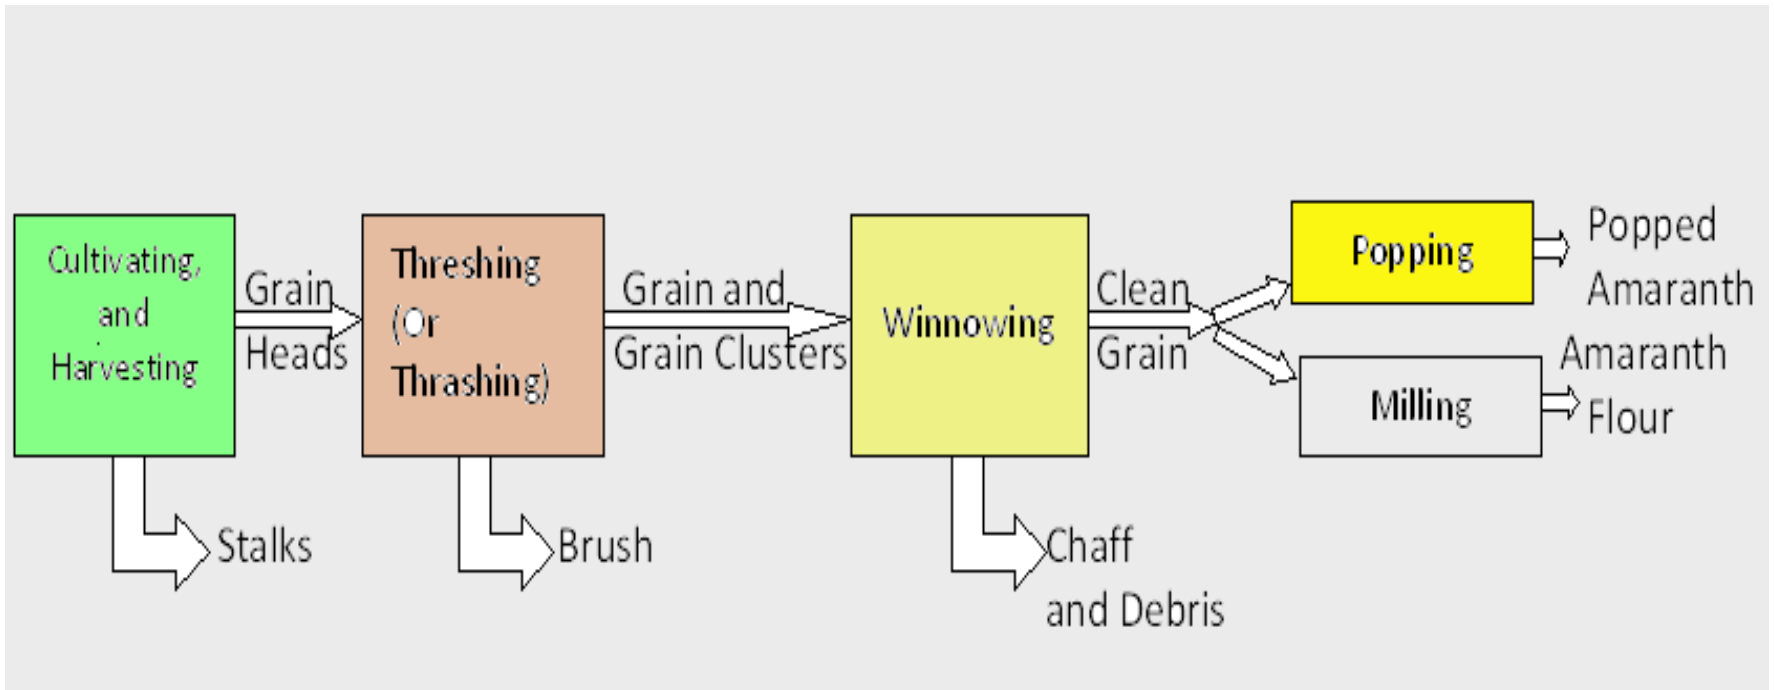 Cultivating,
and
Harvesting
Grain
Heads
Threshing
(Or
Thrashing)
Grain and
Grain Clusters
Winnowing
Clean
Grain
Popping
Popped
Amaranth
Milling
Amaranth
Flour
Stalks
Brush
Chaff
and Debris